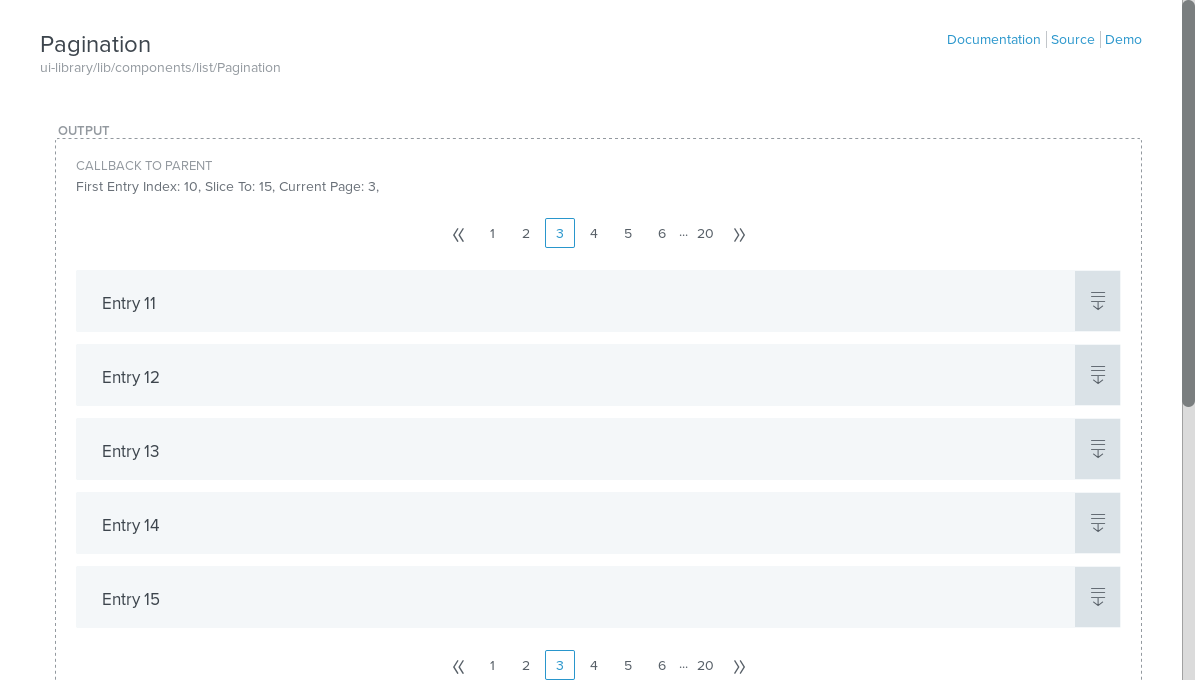 Pagination
Documentation Source Demo
ui-library/lib/components/list/Pagination
OUTPUT
CALLBACK TO PARENT
First Entry Index: 10, Slice To: 15, Current Page: 3,
1 2 3 4 5 6 ... 20
Entry 11
Entry 12
Entry 13
Entry 14
Entry 15
1 2 3 4 5 6 ... 20